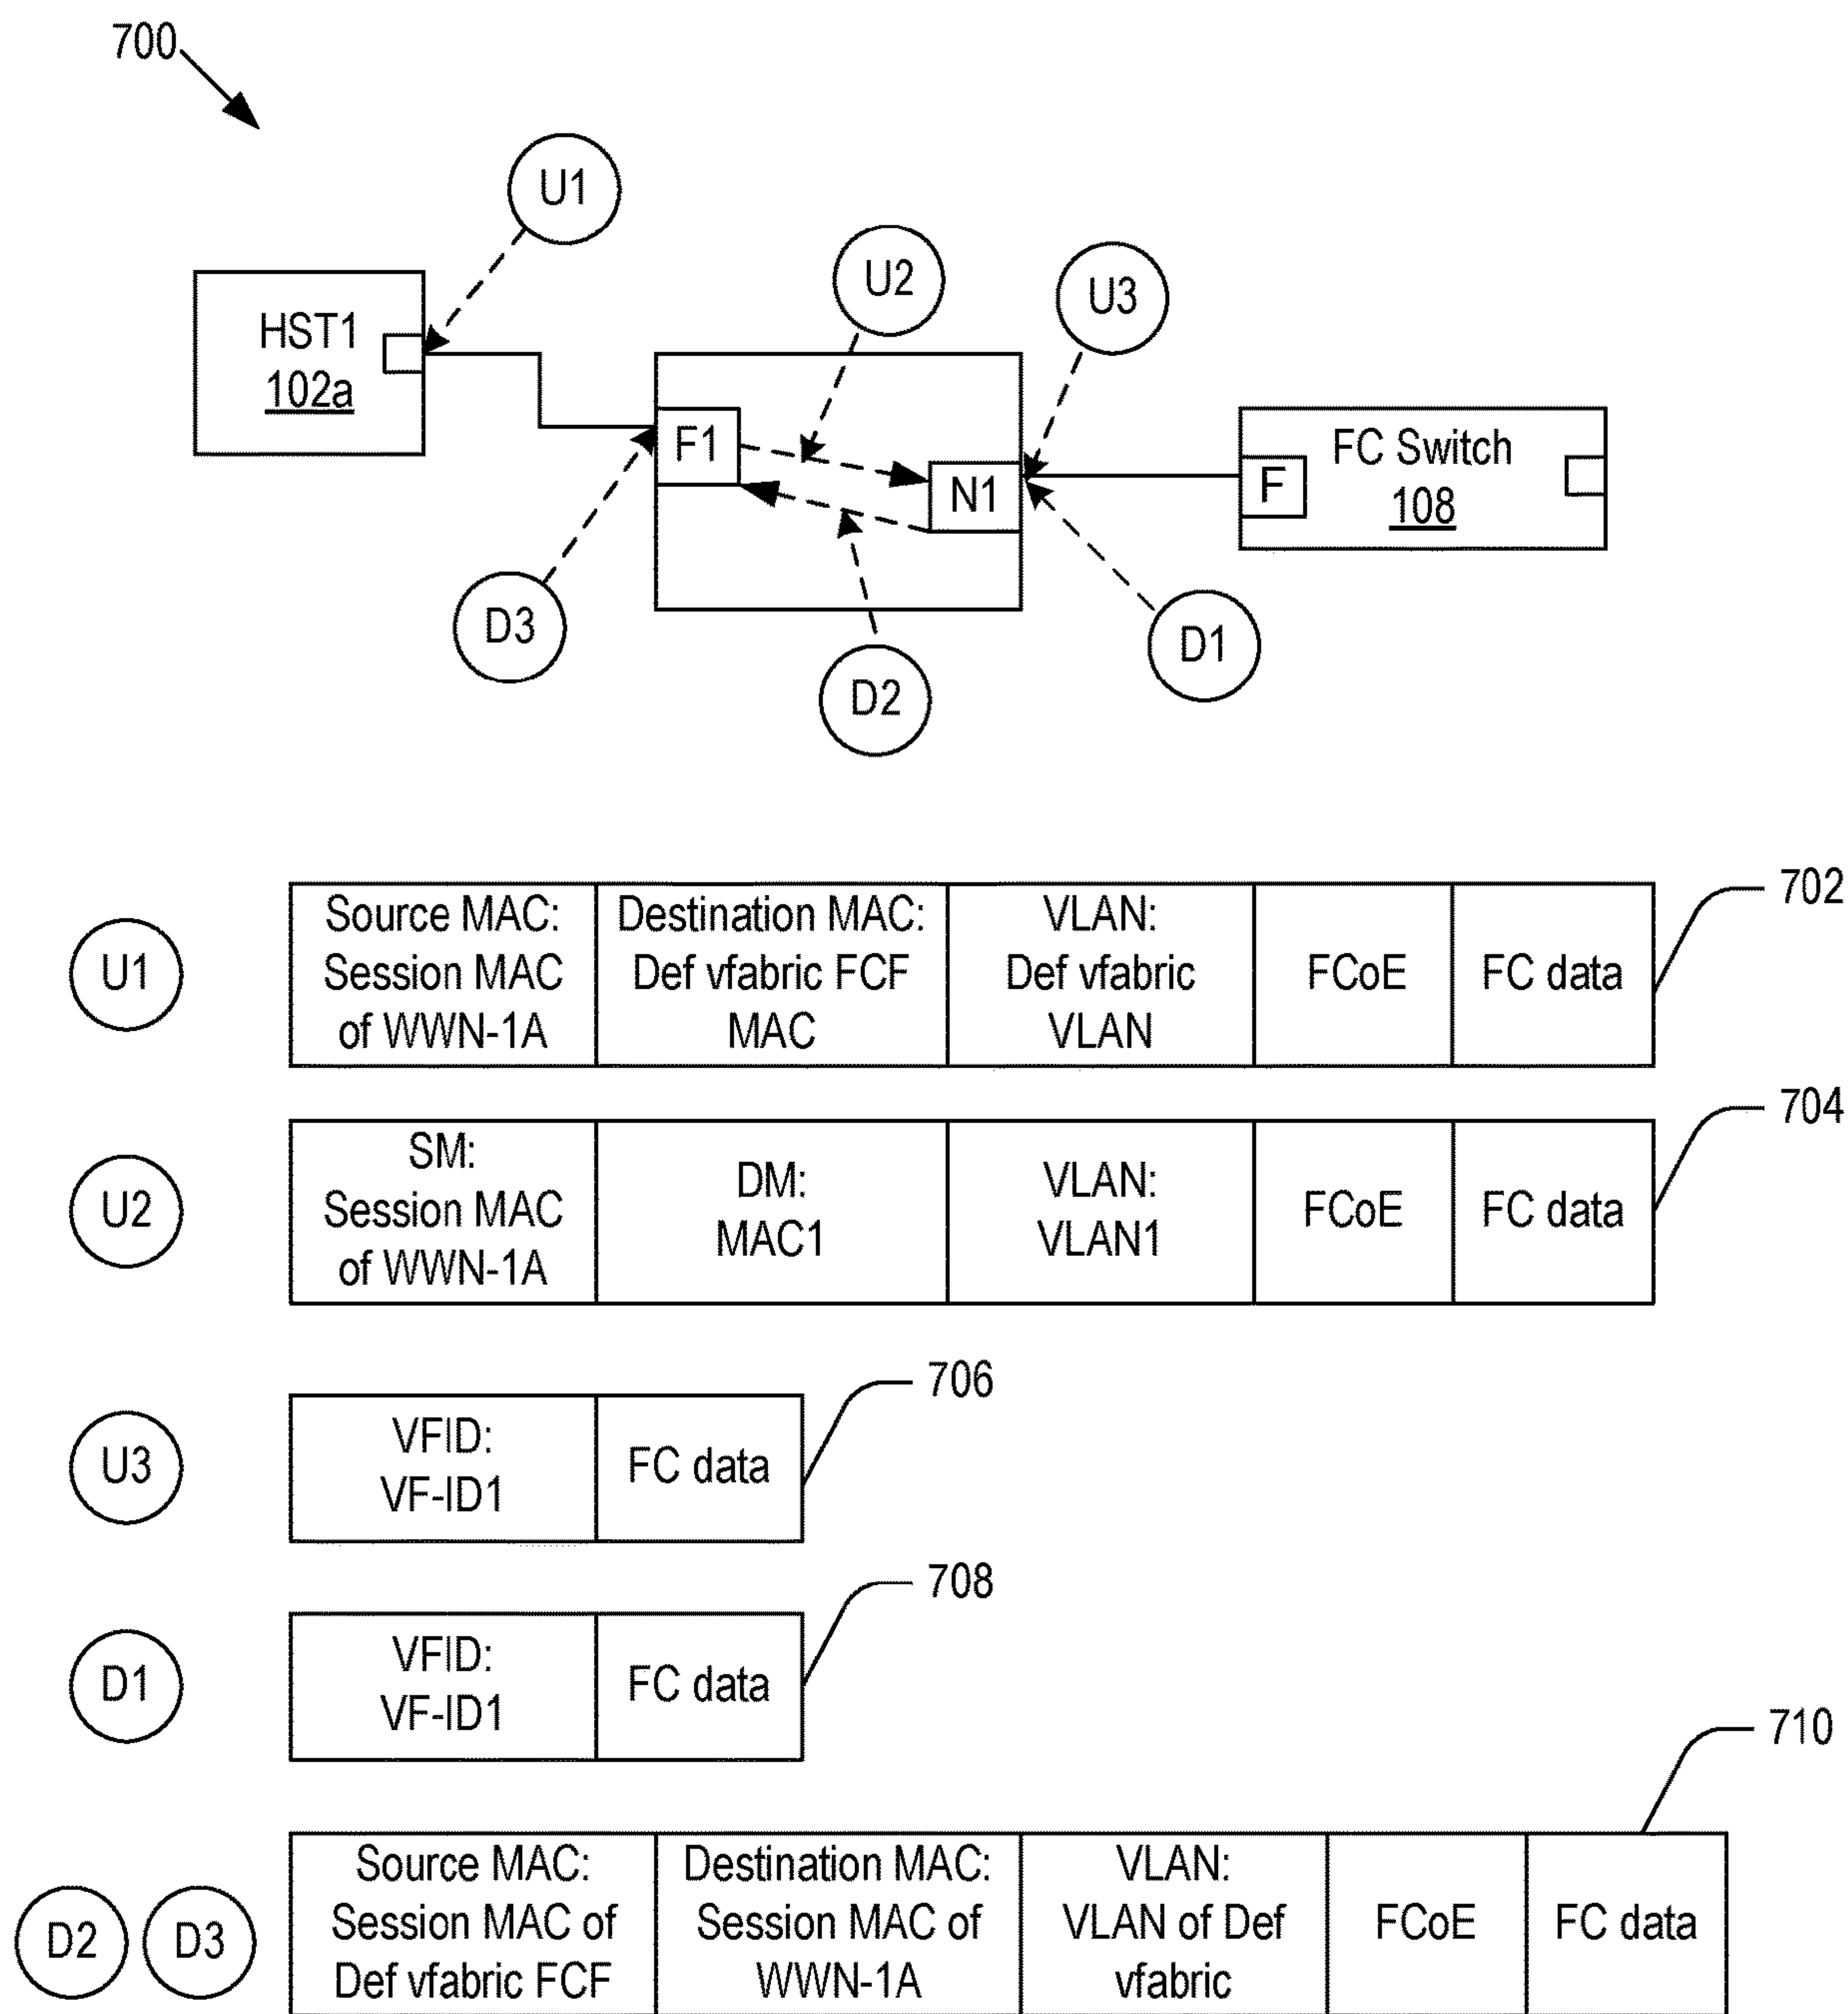 700
U1
U2
U3
HST1
102a
F1
N1
F
FC Switch
108
D3
D2
D1
U1
Source MAC:
Session MAC
of WWN-1A
Destination MAC:
Def vfabric FCF
MAC
VLAN:
Def vfabric
VLAN
FCoE
FC data
702
U2
SM:
Session MAC
of WWN-1A
DM:
MAC1
VLAN:
VLAN1
FCoE
FC data
704
U3
VFID:
VF-ID1
FC data
706
D1
VFID:
VF-ID1
FC data
708
D2
D3
Source MAC:
Session MAC of
Def vfabric FCF
Destination MAC:
Session MAC of
WWN-1A
VLAN:
VLAN of Def
vfabric
FCoE
FC data
710